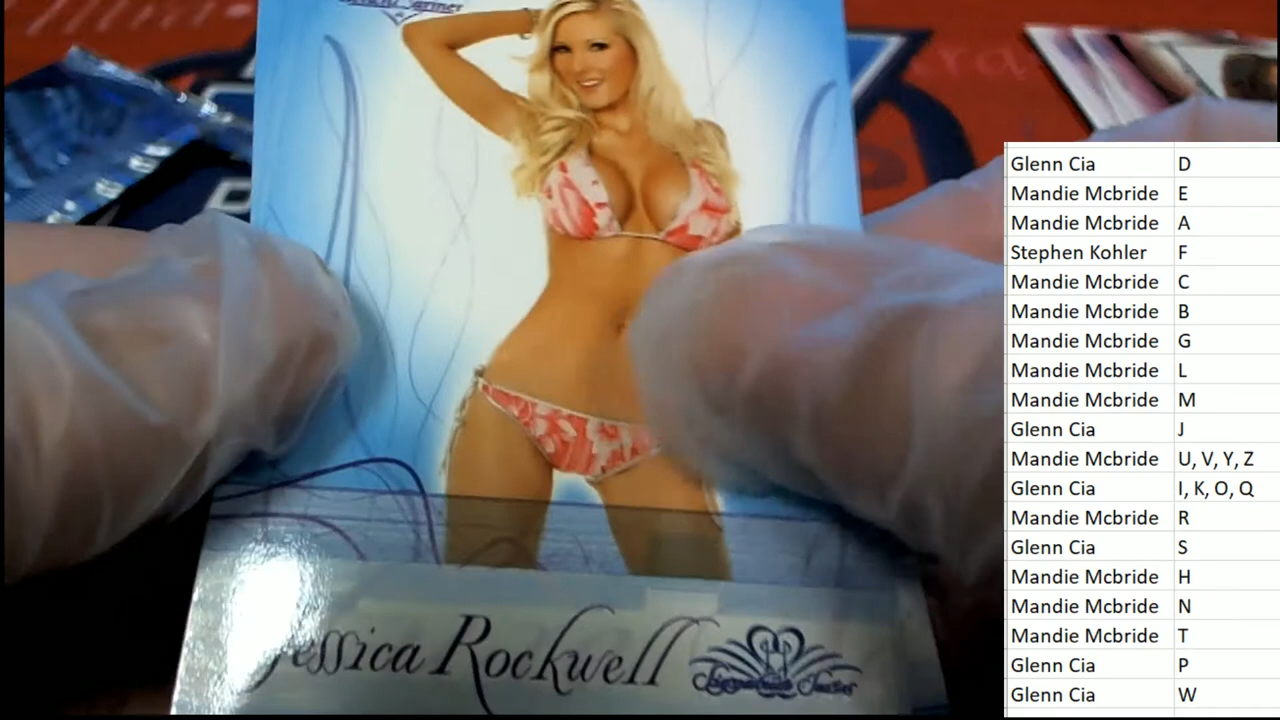 Glenn Cia D
Mandie Mcbride E
Mandie Mcbride A
Stephen Kohler F
Mandie Mcbride C
Mandie Mcbride B
Mandie Mcbride G
Mandie Mcbride L
Mandie Mcbride M
Glenn Cia J
Mandie Mcbride U, V, Y, Z
Glenn Cia I, K, O, Q
Mandie Mcbride R
Glenn Cia S
Mandie Mcbride H
Mandie Mcbride N
Mandie Mcbride T
Glenn Cia P
Glenn Cia W
Jessica Rockwell